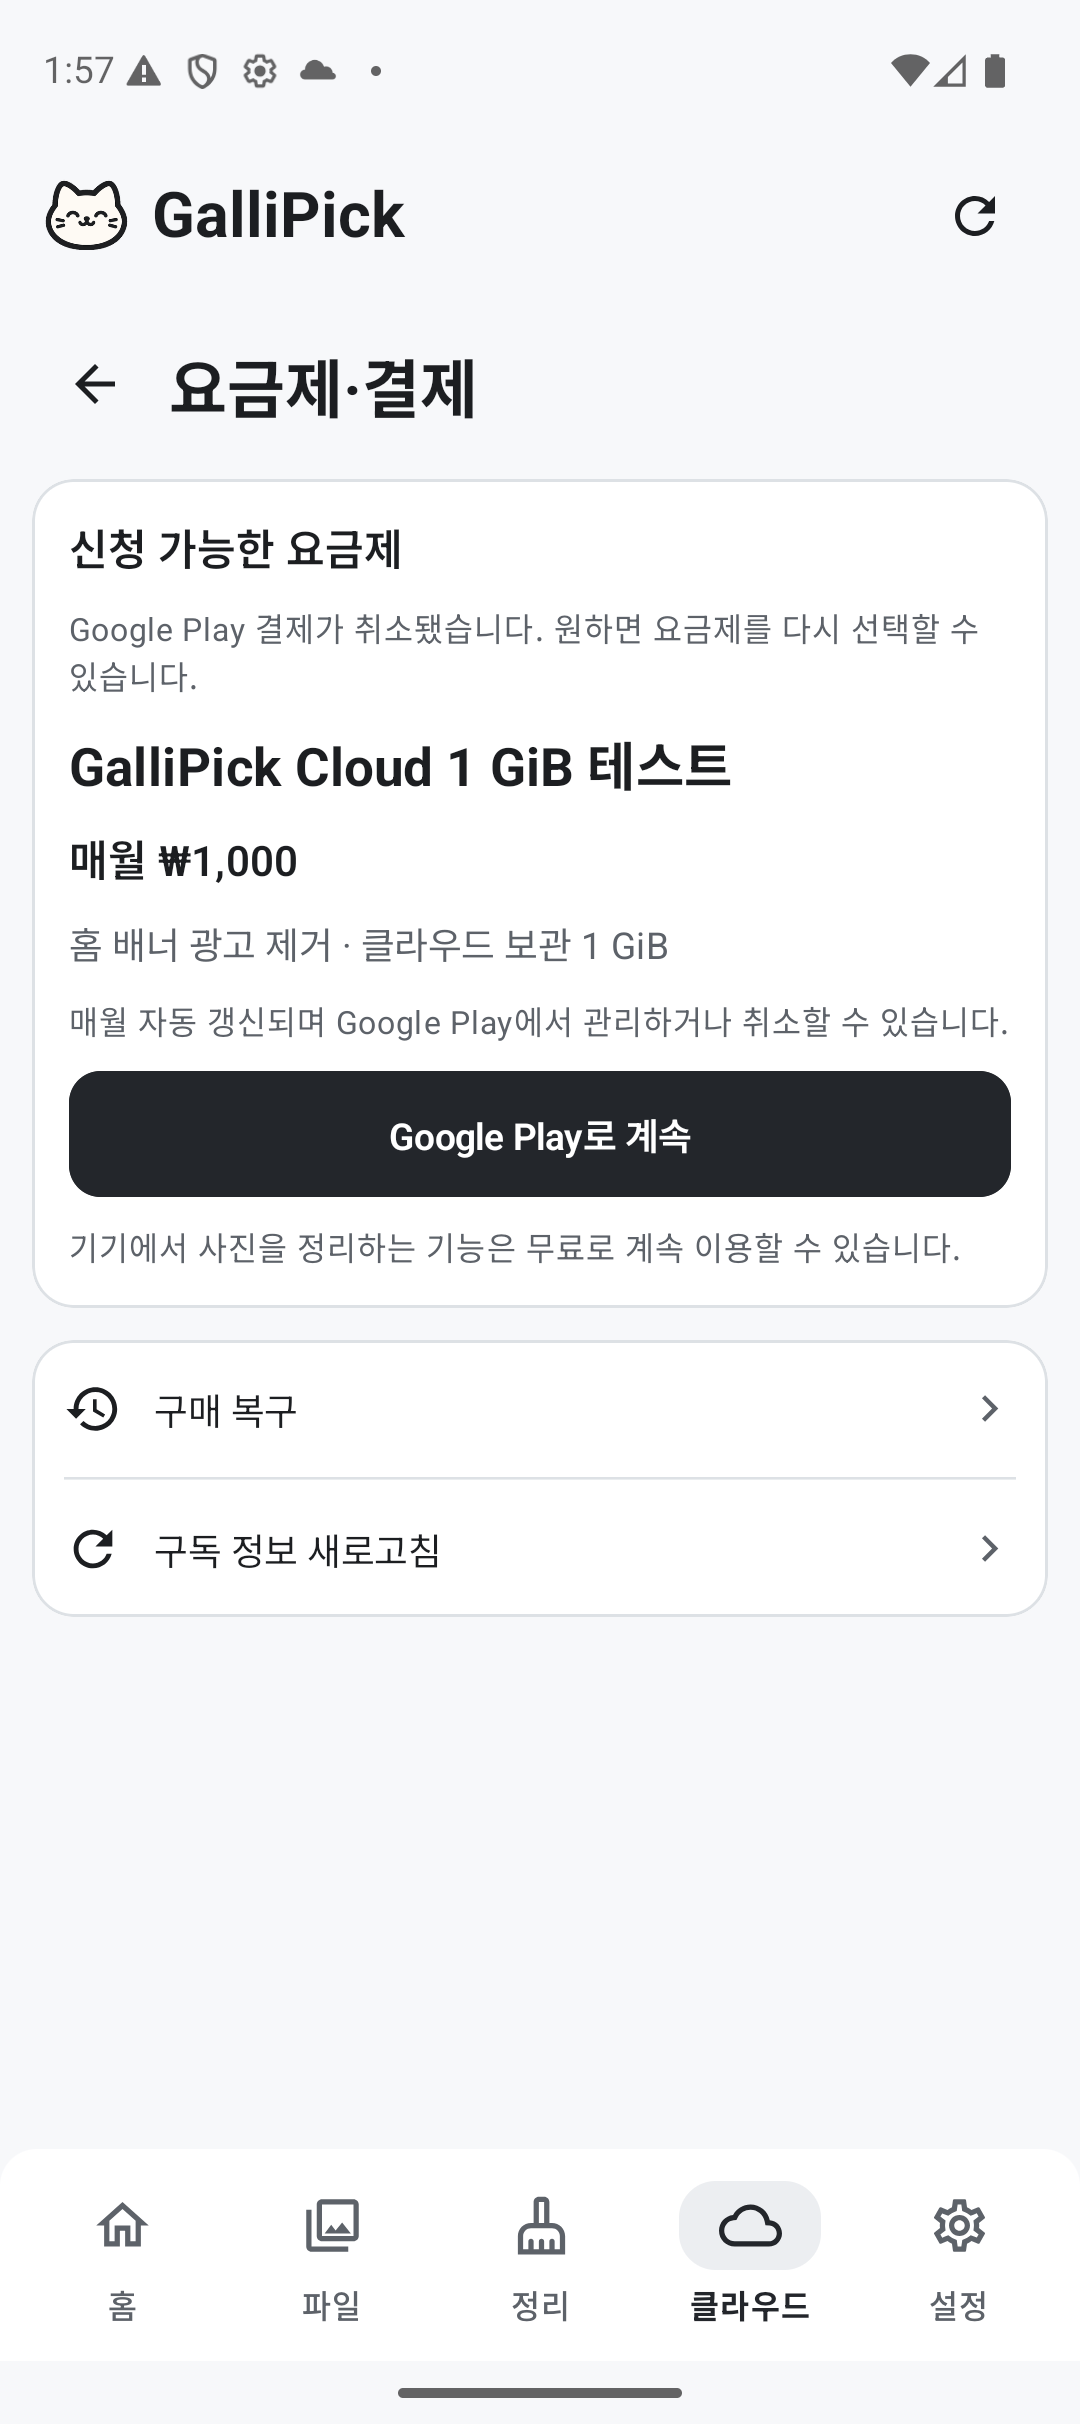 1:57
GalliPick
요금제·결제
신청 가능한 요금제
Google Play 결제가 취소됐습니다. 원하면 요금제를 다시 선택할 수
있습니다.
GalliPick Cloud 1 GiB 테스트
매월 ₩1,000
홈 배너 광고 제거 · 클라우드 보관 1 GiB
매월 자동 갱신되며 Google Play에서 관리하거나 취소할 수 있습니다.
Google Play로 계속
기기에서 사진을 정리하는 기능은 무료로 계속 이용할 수 있습니다.
구매 복구
구독 정보 새로고침
홈
파일
정리
클라우드
설정